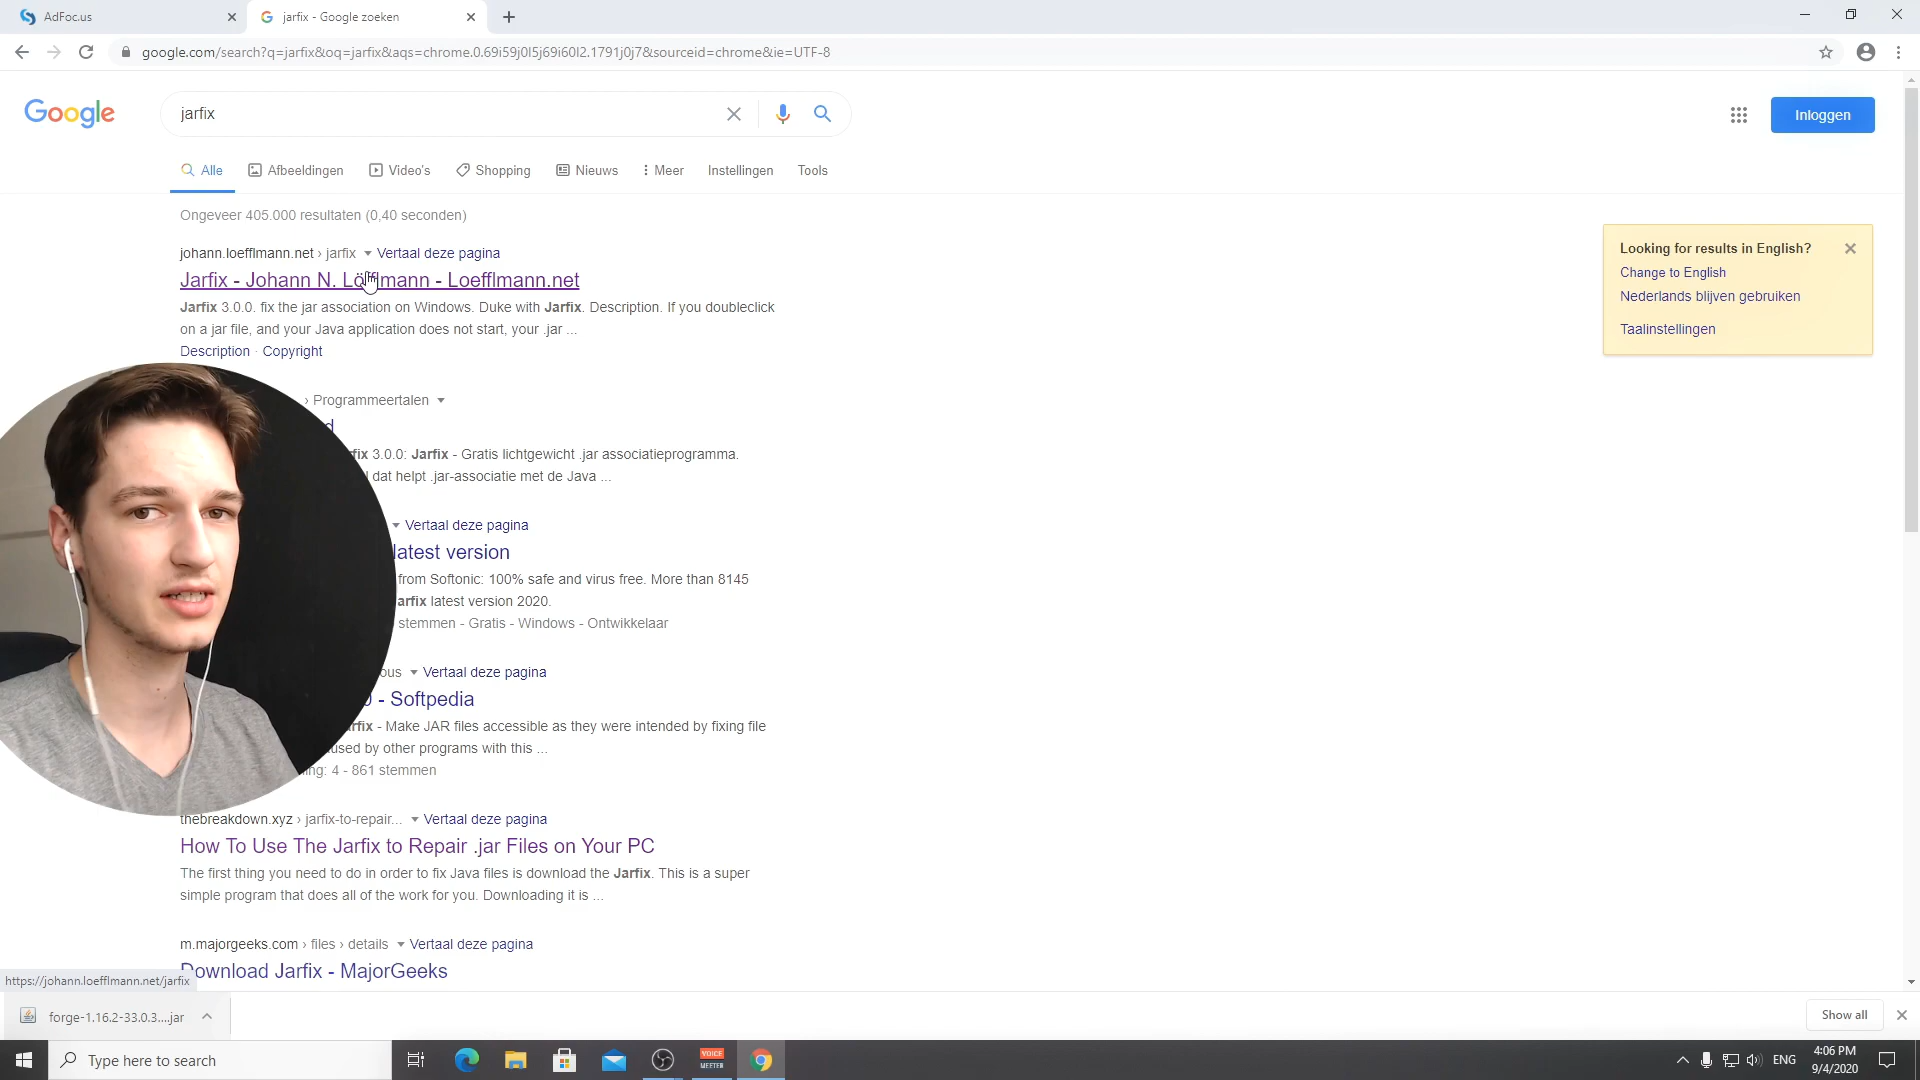 AdFoc.us
jarfix - Google zoeken
google.com/search?q=jarfix&oq=jarfix&aqs=chrome.0.69i59j0l5j69i60l2.1791j0j7&sourceid=chrome&ie=UTF-8
Google
jarfix
Inloggen
Alle Afbeeldingen Video's Shopping Nieuws Meer Instellingen Tools
Ongeveer 405.000 resultaten (0,40 seconden)
johann.loefflmann.net › jarfix Vertaal deze pagina
Jarfix - Johann N. Löfflmann - Loefflmann.net
Jarfix 3.0.0. fix the jar association on Windows. Duke with Jarfix. Description. If you doubleclick
on a jar file, and your Java application does not start, your .jar ...
Description · Copyright
Looking for results in English?
Change to English
Nederlands blijven gebruiken
Taalinstellingen
› Programmeertalen
3.0.0: Jarfix - Gratis lichtgewicht .jar associatieprogramma.
dat helpt .jar-associatie met de Java ...
Vertaal deze pagina
latest version
from Softonic: 100% safe and virus free. More than 8145
latest version 2020.
stemmen - Gratis - Windows - Ontwikkelaar
Vertaal deze pagina
- Softpedia
- Make JAR files accessible as they were intended by fixing file
used by other programs with this ...
4 - 861 stemmen
thebreakdown.xyz › jarfix-to-repair... Vertaal deze pagina
How To Use The Jarfix to Repair .jar Files on Your PC
The first thing you need to do in order to fix Java files is download the Jarfix. This is a super
simple program that does all of the work for you. Downloading it is ...
m.majorgeeks.com › files › details Vertaal deze pagina
Download Jarfix - MajorGeeks
https://johann.loefflmann.net/jarfix
forge-1.16.2-33.0.3....jar
Show all
Type here to search
VOICE
MEETER
ENG
4:06 PM
9/4/2020